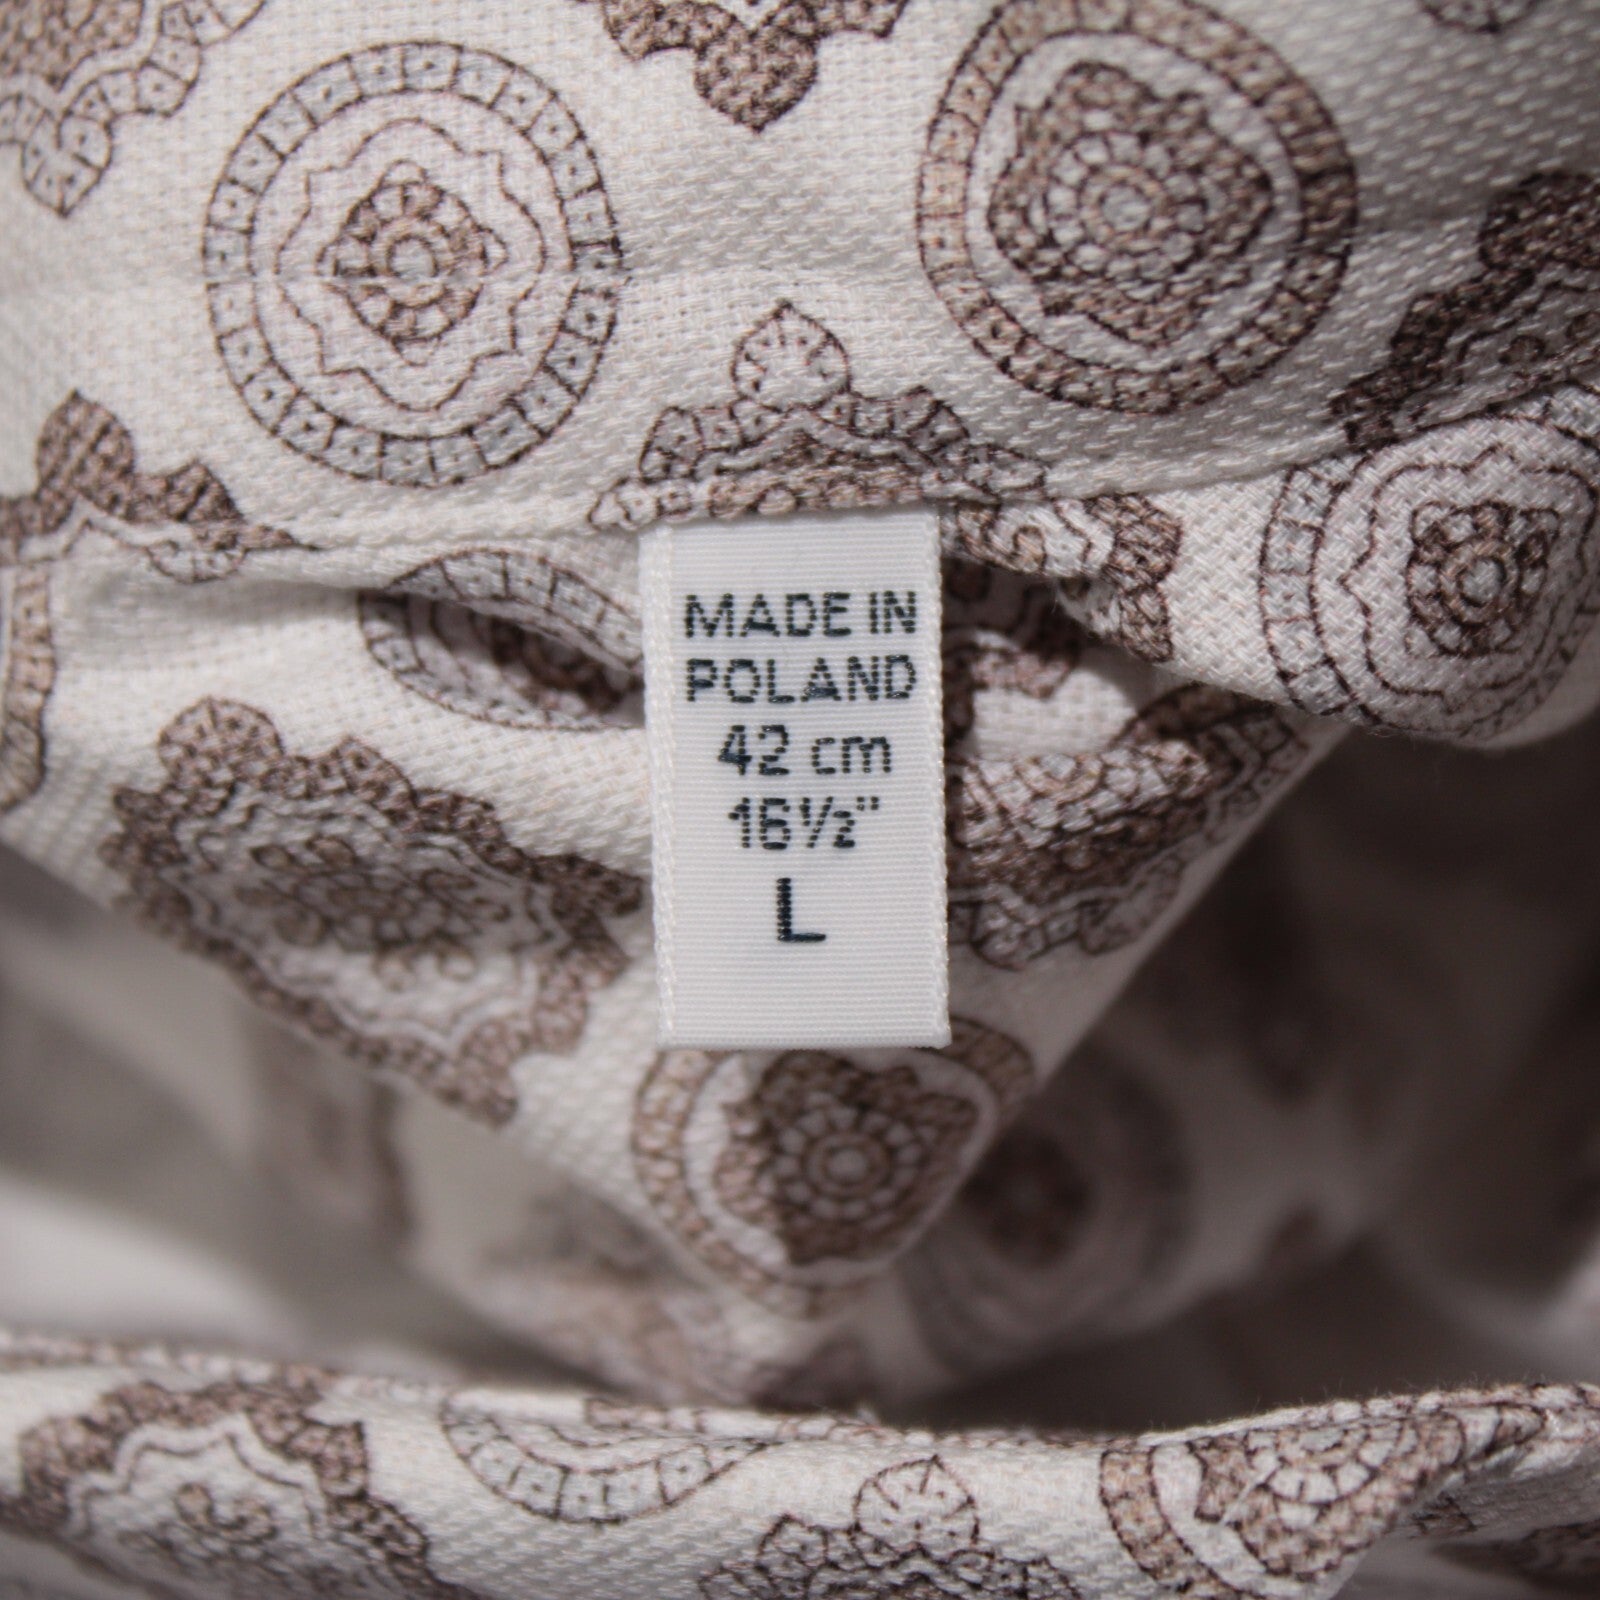 MADE IN
POLAND
42 cm
16½"
L